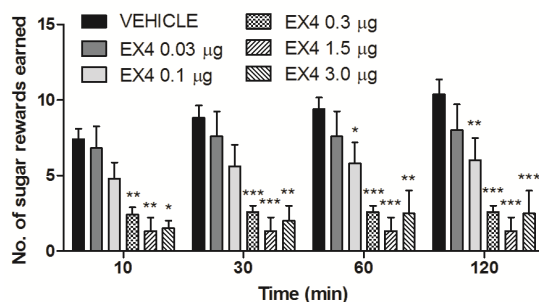 15
10
5
0
No. of sugar rewards earned
VEHICLE
EX4 0.03 µg
EX4 0.1 µg
EX4 0.3 µg
EX4 1.5 µg
EX4 3.0 µg
** ** *
*** *** **
* *** *** **
** *** *** ***
10 30 60 120
Time (min)